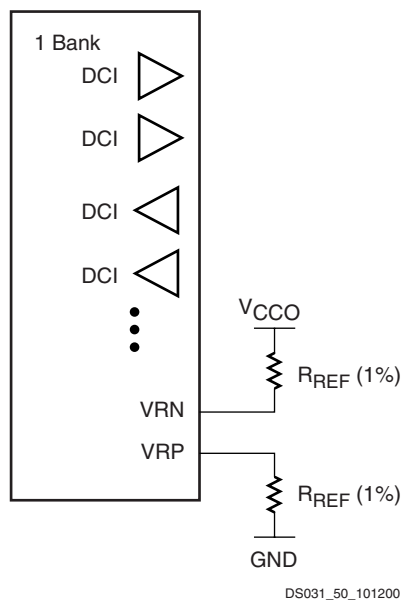 1 Bank
DCI
DCI
DCI
DCI
VCCO
RREF (1%)
VRN
VRP
RREF (1%)
GND
DS031_50_101200